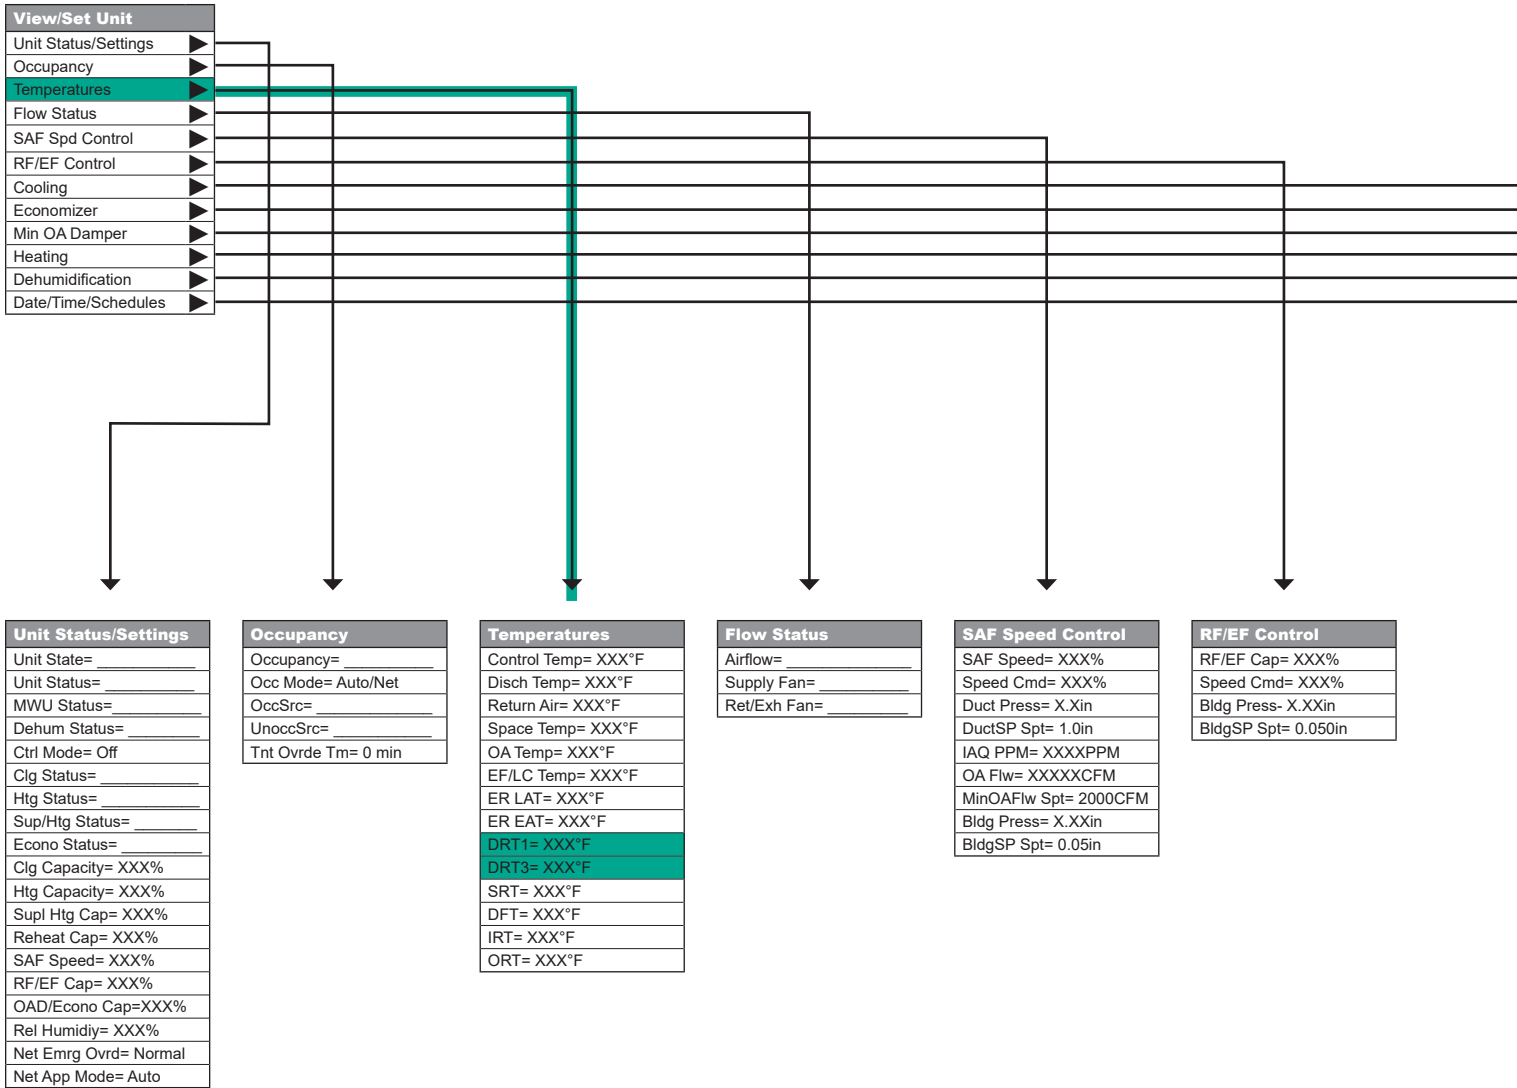 View/Set Unit
Unit Status/Settings
Occupancy
Temperatures
Flow Status
SAF Spd Control
RF/EF Control
Cooling
Economizer
Min OA Damper
Heating
Dehumidification
Date/Time/Schedules
Unit Status/Settings
Unit State= ___________
Unit Status= __________
MWU Status=__________
Dehum Status= ________
Ctrl Mode= Off
Clg Status= ___________
Htg Status= ___________
Sup/Htg Status= _______
Econo Status= _________
Clg Capacity= XXX%
Htg Capacity= XXX%
Supl Htg Cap= XXX%
Reheat Cap= XXX%
SAF Speed= XXX%
RF/EF Cap= XXX%
OAD/Econo Cap=XXX%
Rel Humidiy= XXX%
Net Emrg Ovrd= Normal
Net App Mode= Auto
Occupancy
Occupancy= __________
Occ Mode= Auto/Net
OccSrc= _____________
UnoccSrc= ___________
Tnt Ovrde Tm= 0 min
Temperatures
Control Temp= XXX°F
Disch Temp= XXX°F
Return Air= XXX°F
Space Temp= XXX°F
OA Temp= XXX°F
EF/LC Temp= XXX°F
ER LAT= XXX°F
ER EAT= XXX°F
DRT1= XXX°F
DRT3= XXX°F
SRT= XXX°F
DFT= XXX°F
IRT= XXX°F
ORT= XXX°F
Flow Status
Airflow= ______________
Supply Fan= __________
Ret/Exh Fan= _________
SAF Speed Control
SAF Speed= XXX%
Speed Cmd= XXX%
Duct Press= X.Xin
DuctSP Spt= 1.0in
IAQ PPM= XXXXPPM
OA Flw= XXXXXCFM
MinOAFlw Spt= 2000CFM
Bldg Press= X.XXin
BldgSP Spt= 0.05in
RF/EF Control
RF/EF Cap= XXX%
Speed Cmd= XXX%
Bldg Press- X.XXin
BldgSP Spt= 0.050in